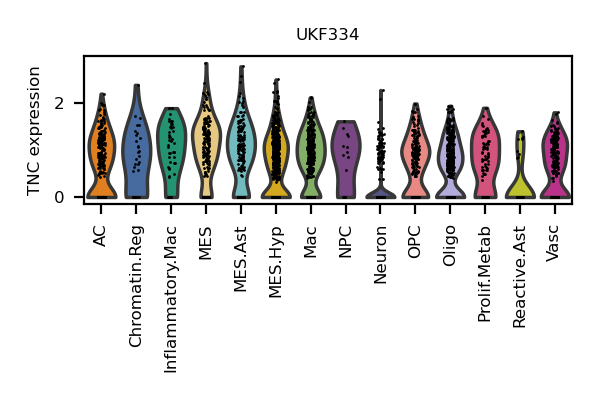 UKF334
TNC expression
2
0
AC
Chromatin.Reg
Inflammatory.Mac
MES
MES.Ast
MES.Hyp
Mac
NPC
Neuron
OPC
Oligo
Prolif.Metab
Reactive.Ast
Vasc